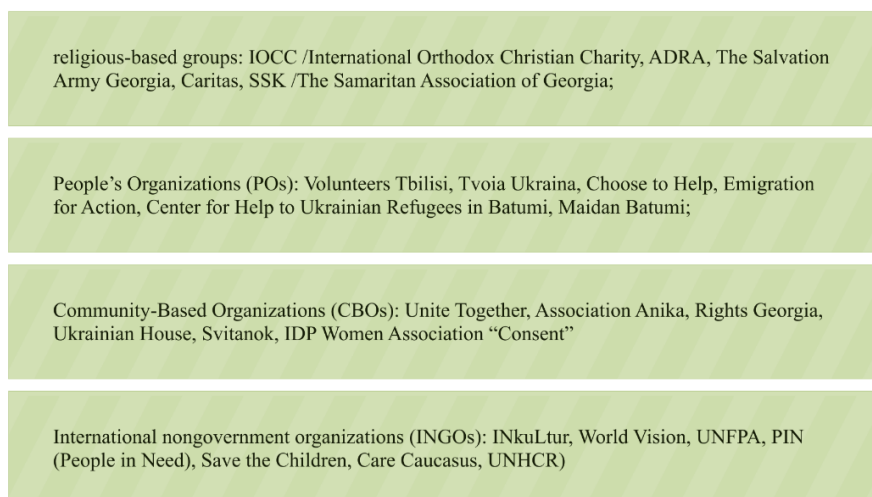 religious-based groups: IOCC /International Orthodox Christian Charity, ADRA, The Salvation
Army Georgia, Caritas, SSK /The Samaritan Association of Georgia;
People’s Organizations (POs): Volunteers Tbilisi, Tvoia Ukraina, Choose to Help, Emigration
for Action, Center for Help to Ukrainian Refugees in Batumi, Maidan Batumi;
Community-Based Organizations (CBOs): Unite Together, Association Anika, Rights Georgia,
Ukrainian House, Svitanok, IDP Women Association “Consent”
International nongovernment organizations (INGOs): INkuLtur, World Vision, UNFPA, PIN
(People in Need), Save the Children, Care Caucasus, UNHCR)